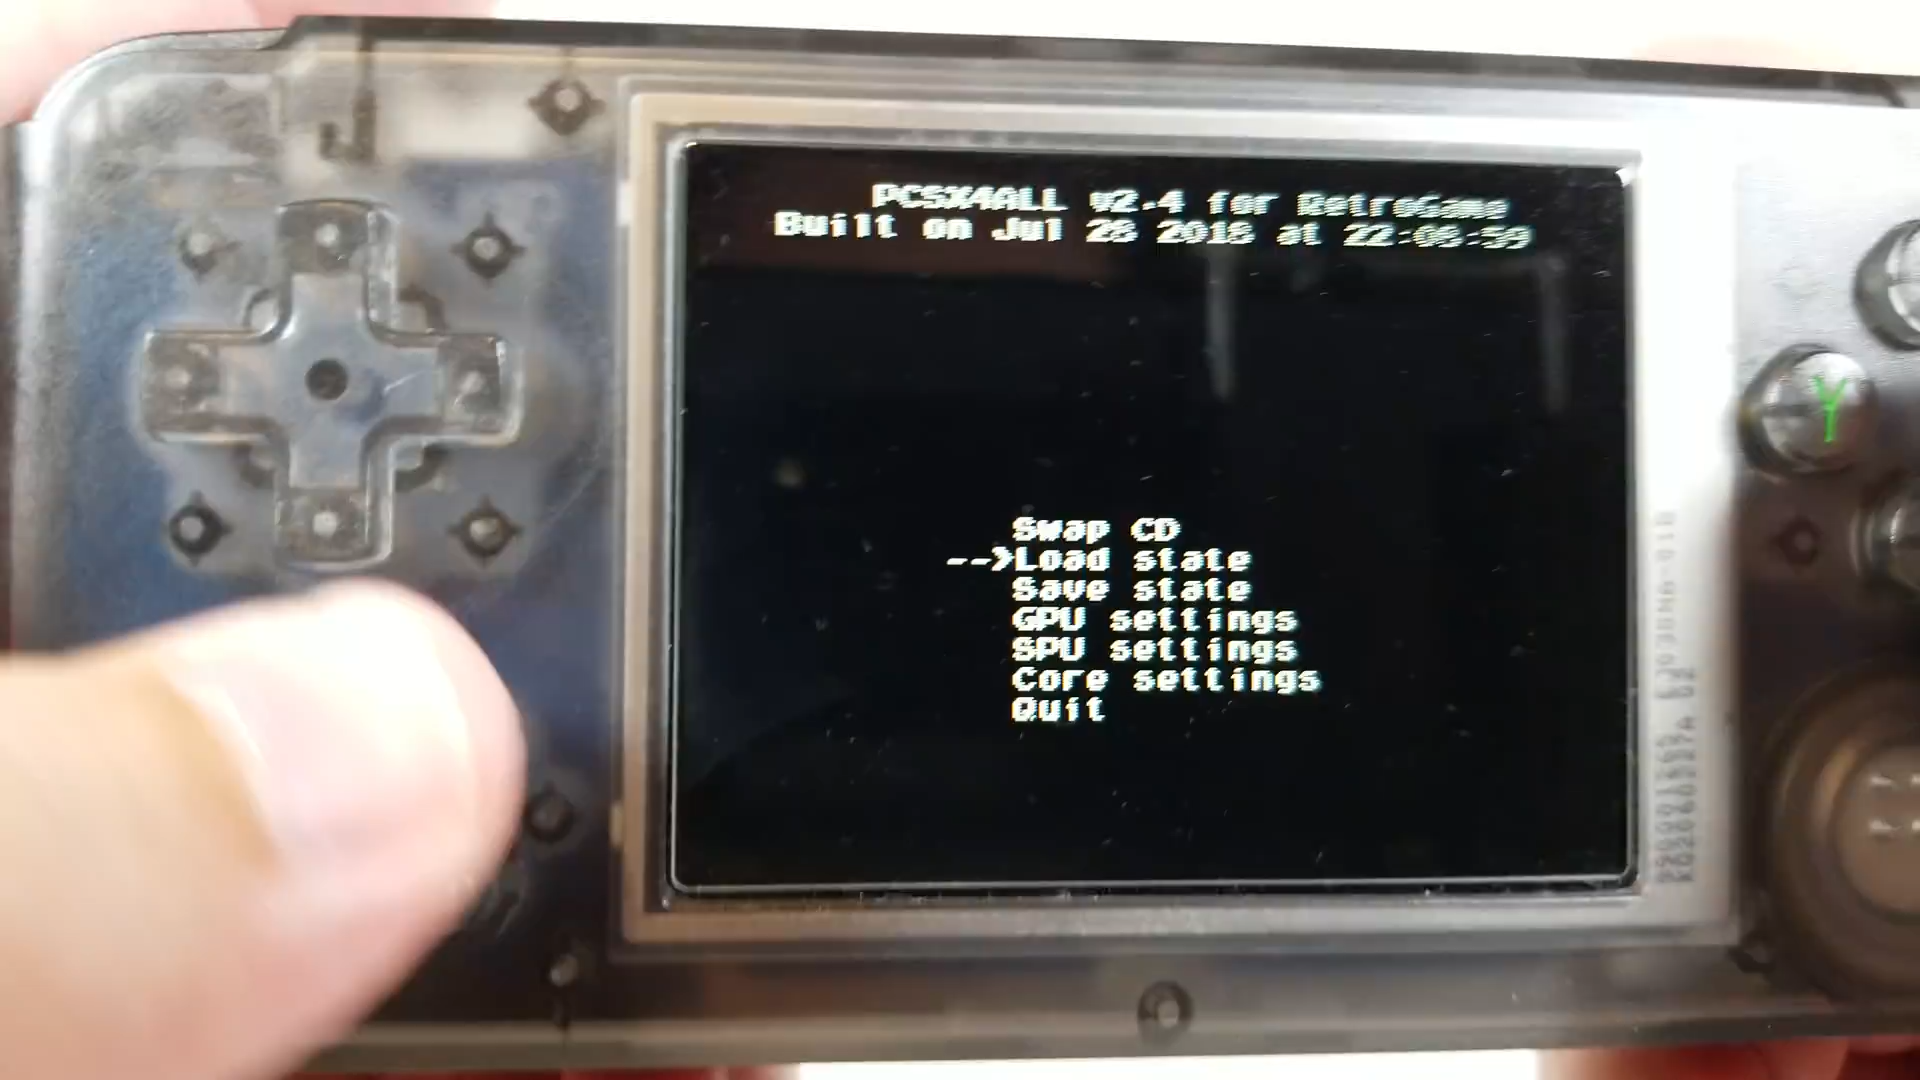 PCSX4ALL v2.4 for RetroGame
Built on Jul 28 2018 at 22:08:59
Swap CD
-->Load state
Save state
GPU settings
SPU settings
Core settings
Quit
Y